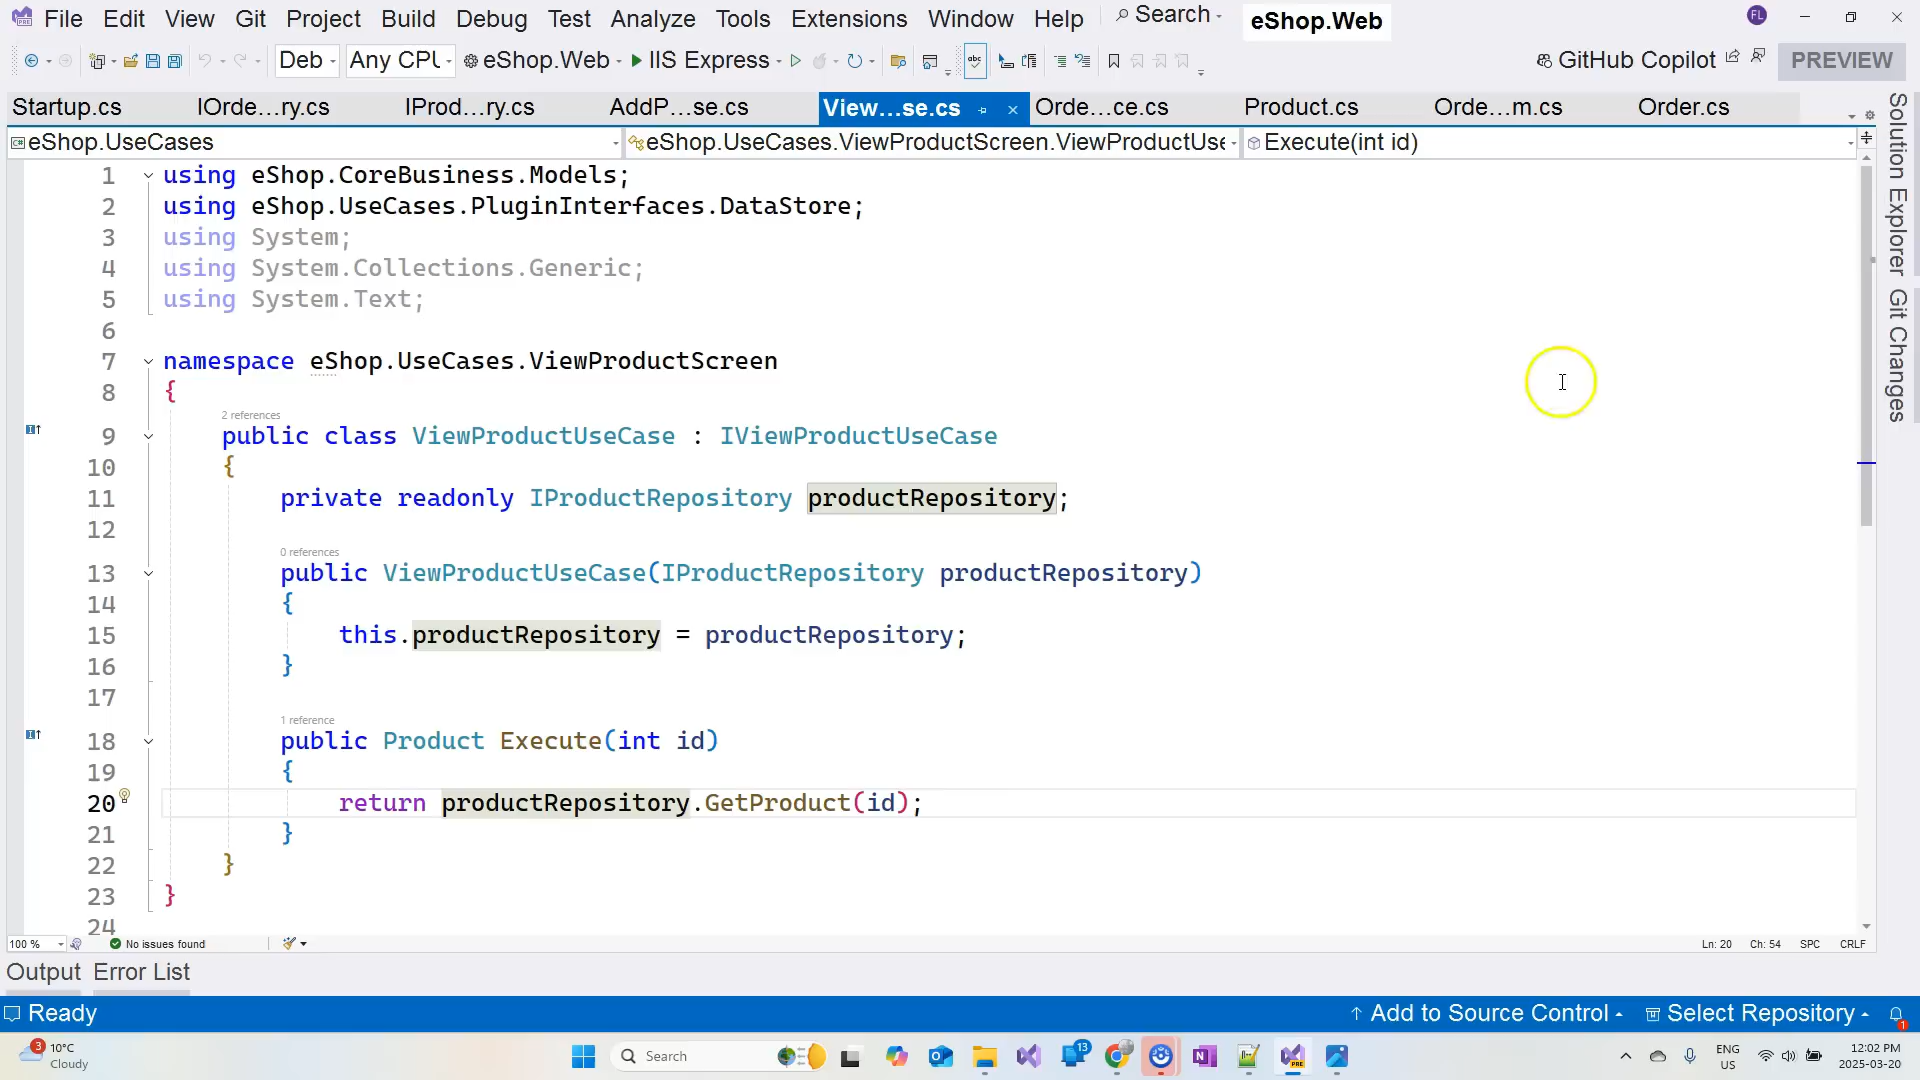 File Edit View Git Project Build Debug Test Analyze Tools Extensions Window Help Search eShop.Web FL
Deb Any CPU eShop.Web IIS Express abc GitHub Copilot PREVIEW
Startup.cs IOrde...ry.cs IProd...ry.cs AddP...se.cs View...se.cs Orde...ce.cs Product.cs Orde...m.cs Order.cs
eShop.UseCases eShop.UseCases.ViewProductScreen.ViewProductUse Execute(int id)
1 using eShop.CoreBusiness.Models;
2 using eShop.UseCases.PluginInterfaces.DataStore;
3 using System;
4 using System.Collections.Generic;
5 using System.Text;
6
7 namespace eShop.UseCases.ViewProductScreen
8 {
2 references
9 public class ViewProductUseCase : IViewProductUseCase
10 {
11 private readonly IProductRepository productRepository;
12
0 references
13 public ViewProductUseCase(IProductRepository productRepository)
14 {
15 this.productRepository = productRepository;
16 }
17
1 reference
18 public Product Execute(int id)
19 {
20 return productRepository.GetProduct(id);
21 }
22 }
23 }
24
Solution Explorer
Git Changes
100 % No issues found Ln: 20 Ch: 54 SPC CRLF
Output Error List
Ready Add to Source Control Select Repository 1
3 10°C
Cloudy
Search
13
PRE
ENG
US
12:02 PM
2025-03-20